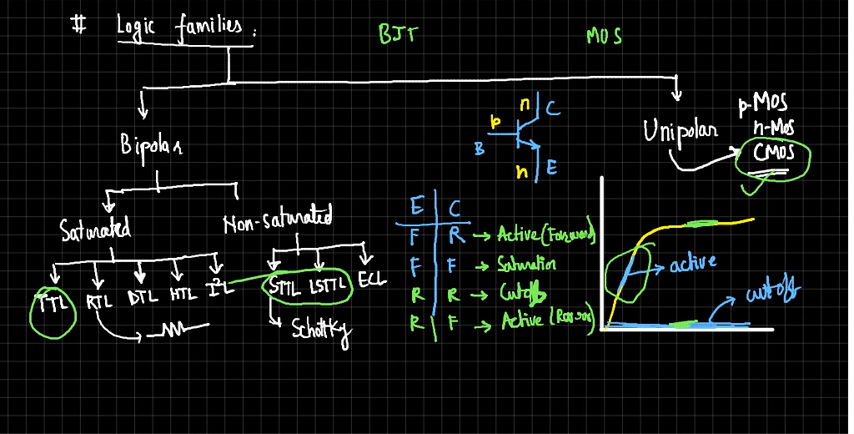 # Logic families.
BJT
MOS
Bipolar
Unipolar
p-MOS
n-MOS
CMOS
Saturated
Non-saturated
TTL RTL DTL HTL I²L
STTL LSTTL ECL
Schottky
n C
p
B
n E
E C
F R → Active (Forward)
F F → Saturation
R R → Cutoff
R F → Active
active
cutoff